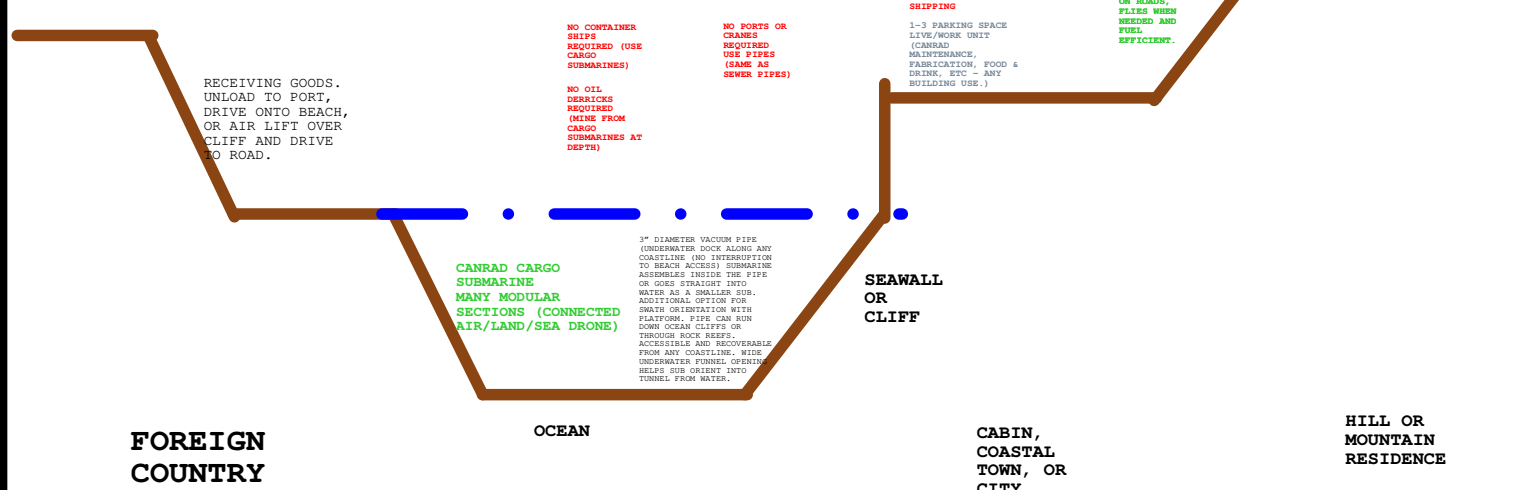 SHIPPING
1-3 PARKING SPACE
LIVE/WORK UNIT
(CANRAD
MAINTENANCE,
FABRICATION, FOOD &
DRINK, ETC - ANY
BUILDING USE.)
ON ROADS,
FLIES WHEN
NEEDED AND
FUEL
EFFICIENT.
NO CONTAINER
SHIPS
REQUIRED (USE
CARGO
SUBMARINES)
NO OIL
DERRICKS
REQUIRED
(MINE FROM
CARGO
SUBMARINES AT
DEPTH)
NO PORTS OR
CRANES
REQUIRED
USE PIPES
(SAME AS
SEWER PIPES)
RECEIVING GOODS.
UNLOAD TO PORT,
DRIVE ONTO BEACH,
OR AIR LIFT OVER
CLIFF AND DRIVE
TO ROAD.
CANRAD CARGO
SUBMARINE
MANY MODULAR
SECTIONS (CONNECTED
AIR/LAND/SEA DRONE)
3" DIAMETER VACUUM PIPE
(UNDERWATER DOCK ALONG ANY
COASTLINE (NO INTERRUPTION
TO BEACH ACCESS) SUBMARINE
ASSEMBLES INSIDE THE PIPE
OR GOES STRAIGHT INTO
WATER AS A SMALLER SUB.
ADDITIONAL OPTION FOR
SWATH ORIENTATION WITH
PLATFORM. PIPE CAN RUN
DOWN OCEAN CLIFFS OR
THROUGH ROCK REEFS.
ACCESSIBLE AND RECOVERABLE
FROM ANY COASTLINE. WIDE
UNDERWATER FUNNEL OPENING
HELPS SUB ORIENT INTO
TUNNEL FROM WATER.
SEAWALL
OR
CLIFF
FOREIGN
COUNTRY
OCEAN
CABIN,
COASTAL
TOWN, OR
CITY
HILL OR
MOUNTAIN
RESIDENCE